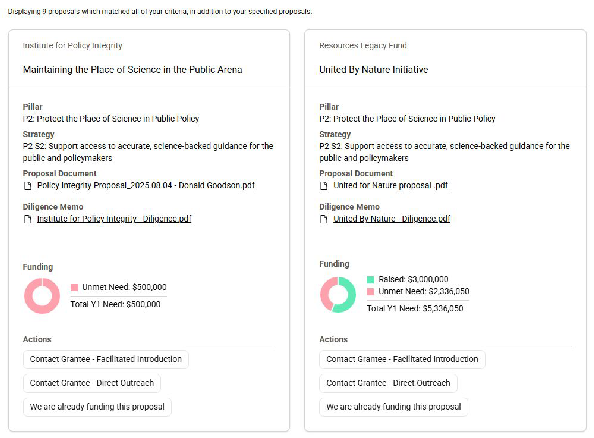 Displaying 9 proposals which matched all of your criteria, in addition to your specified proposals.
Institute for Policy Integrity
Maintaining the Place of Science in the Public Arena
Pillar
P2: Protect the Place of Science in Public Policy
Strategy
P2 S2: Support access to accurate, science-backed guidance for the
public and policymakers
Proposal Document
Policy Integrity Proposal_2025.08.04 - Donald Goodson.pdf
Diligence Memo
Institute for Policy Integrity - Diligence.pdf
Funding
Unmet Need: $500,000
Total Y1 Need: $500,000
Actions
Contact Grantee - Facilitated Introduction
Contact Grantee - Direct Outreach
We are already funding this proposal
Resources Legacy Fund
United By Nature Initiative
Pillar
P2: Protect the Place of Science in Public Policy
Strategy
P2 S2: Support access to accurate, science-backed guidance for the
public and policymakers
Proposal Document
United for Nature proposal .pdf
Diligence Memo
United By Nature - Diligence.pdf
Funding
Raised: $3,000,000
Unmet Need: $2,336,050
Total Y1 Need: $5,336,050
Actions
Contact Grantee - Facilitated Introduction
Contact Grantee - Direct Outreach
We are already funding this proposal